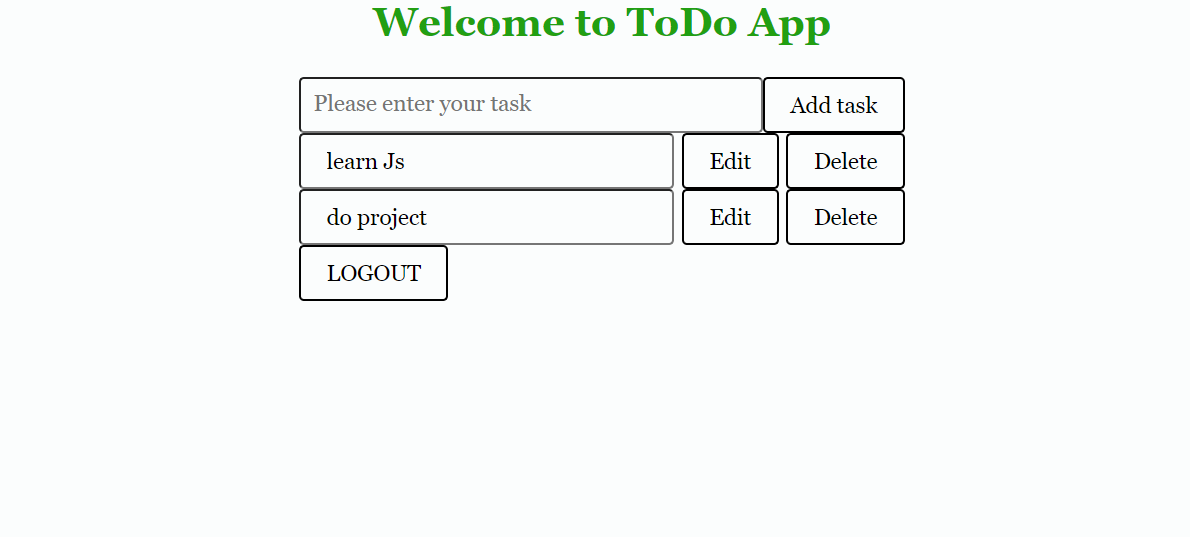 Welcome to ToDo App
Please enter your task Add task
learn Js Edit Delete
do project Edit Delete
LOGOUT